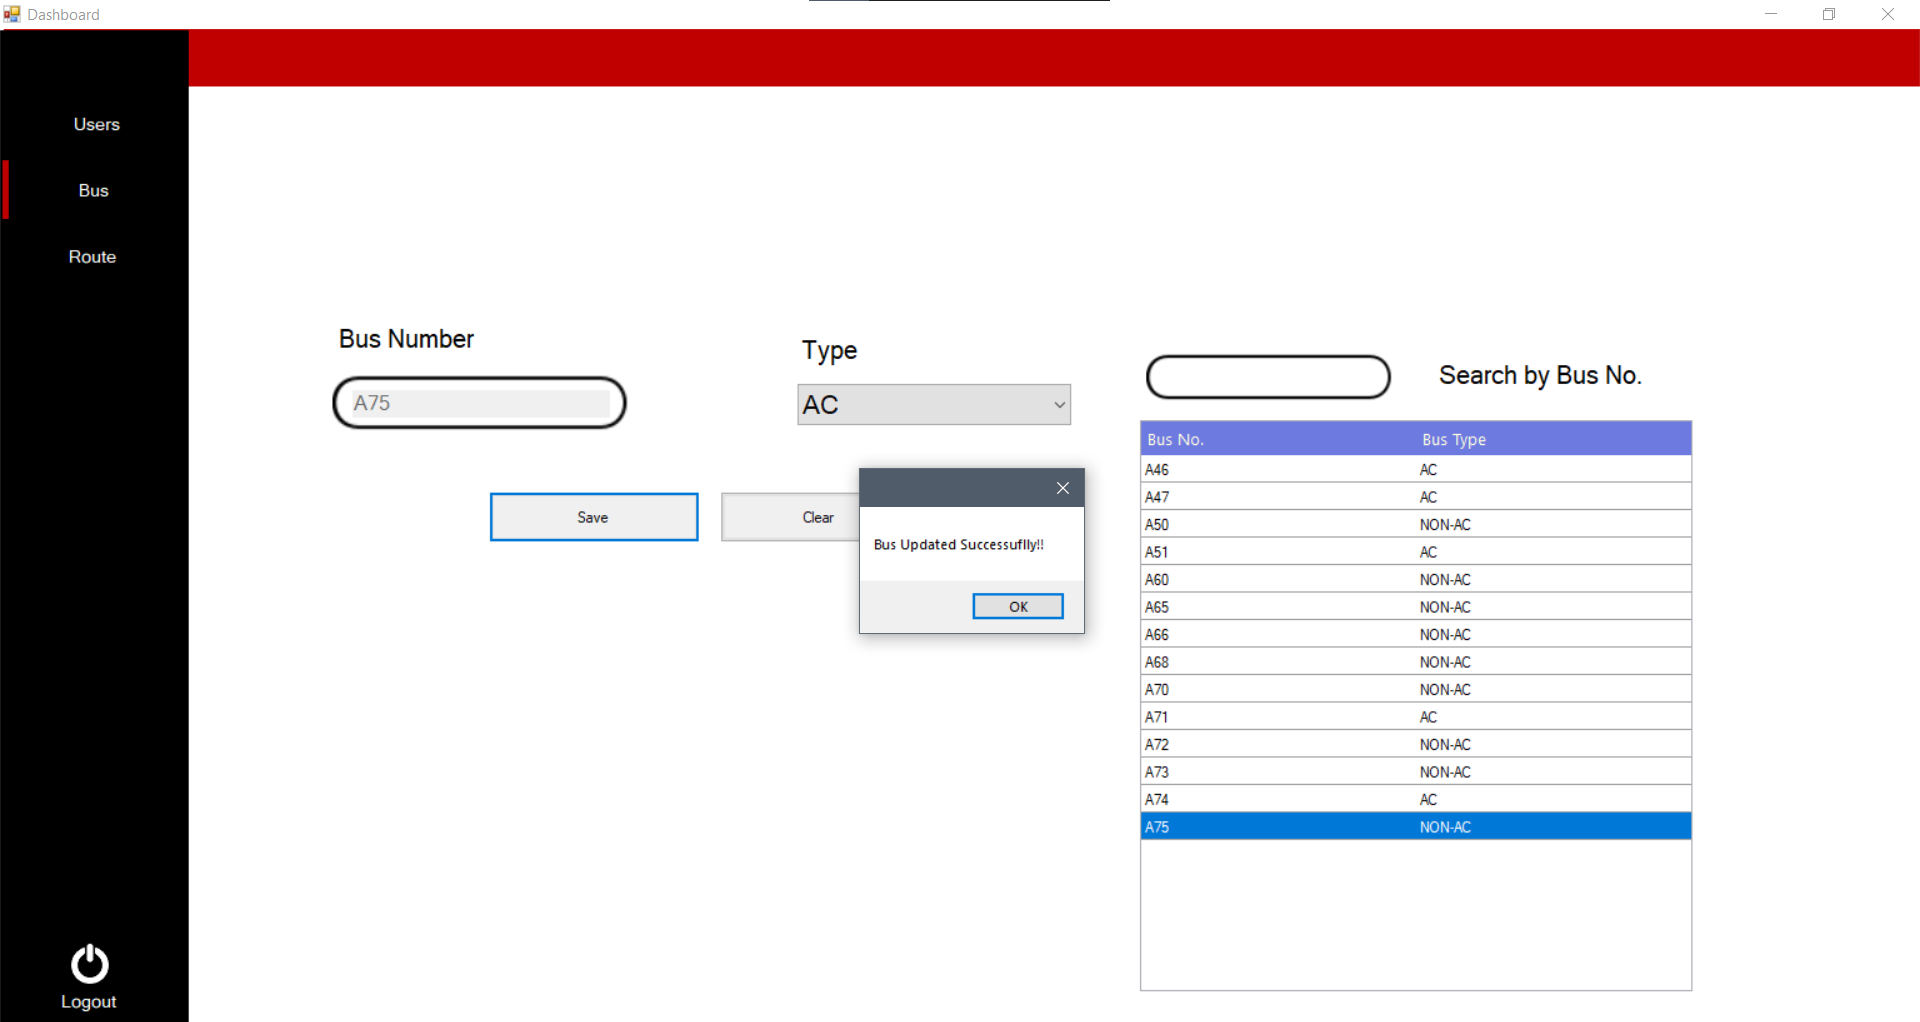 Dashboard
Users
Bus
Route
Logout
Bus Number
A75
Type
AC
Save
Clear
Bus Updated Successuflly!!
OK
Search by Bus No.
Bus No. Bus Type
A46 AC
A47 AC
A50 NON-AC
A51 AC
A60 NON-AC
A65 NON-AC
A66 NON-AC
A68 NON-AC
A70 NON-AC
A71 AC
A72 NON-AC
A73 NON-AC
A74 AC
A75 NON-AC